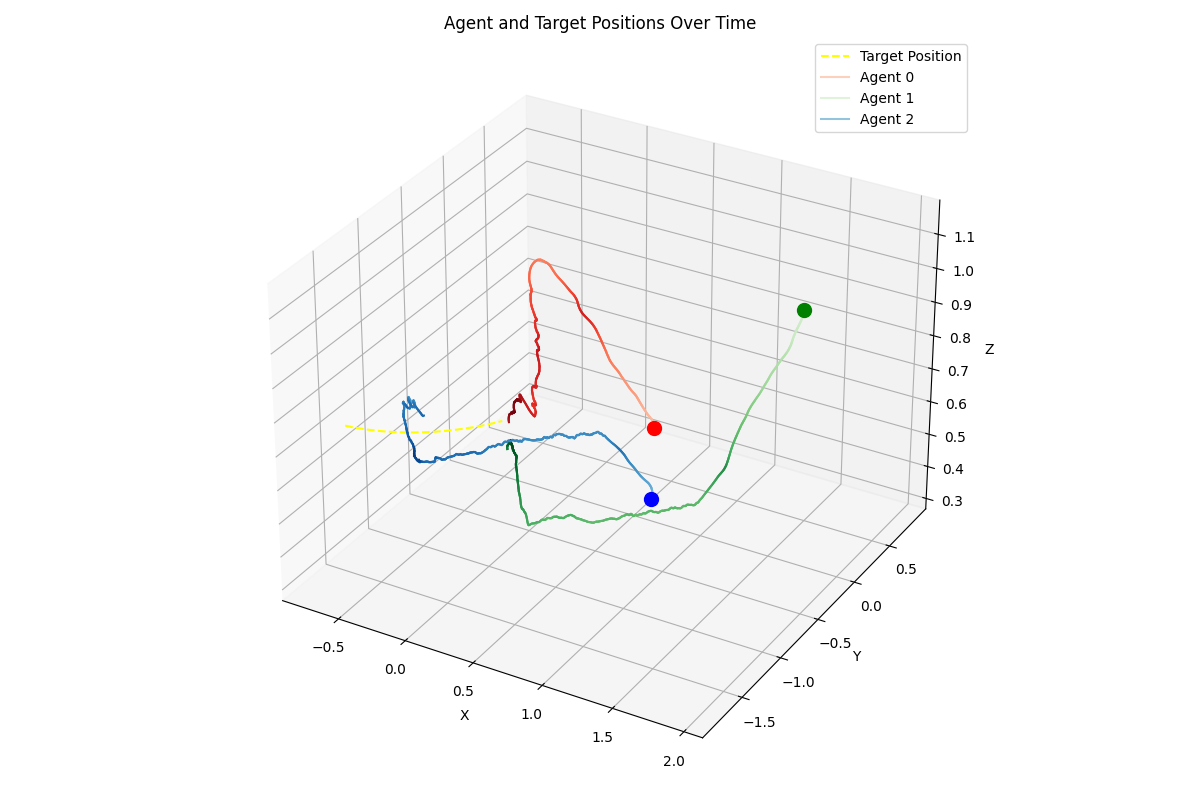 Agent and Target Positions Over Time
Target Position
Agent 0
Agent 1
Agent 2
1.1
1.0
0.9
0.8
Z
0.7
0.6
0.5
0.4
0.3
0.5
0.0
−0.5
Y
−1.0
−1.5
−0.5
0.0
0.5
X
1.0
1.5
2.0